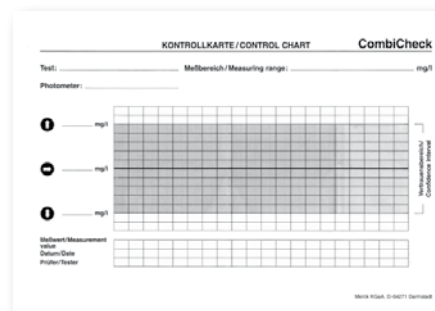 KONTROLLKARTE/CONTROL CHART CombiCheck
Test: Meßbereich/Measuring range: mg/l
Photometer:
mg/l
mg/l
mg/l
Vertrauensbereich/
Confidence Interval
Meßwert/Measurement
value
Datum/Date
Prüfer/Tester
Merck KGaA, D-64271 Darmstadt